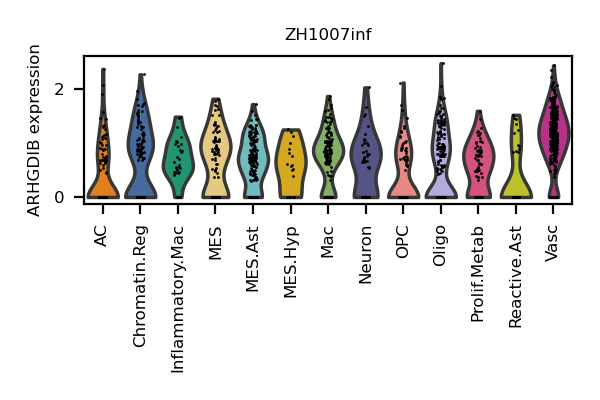 ZH1007inf
ARHGDIB expression
2
0
AC
Chromatin.Reg
Inflammatory.Mac
MES
MES.Ast
MES.Hyp
Mac
Neuron
OPC
Oligo
Prolif.Metab
Reactive.Ast
Vasc